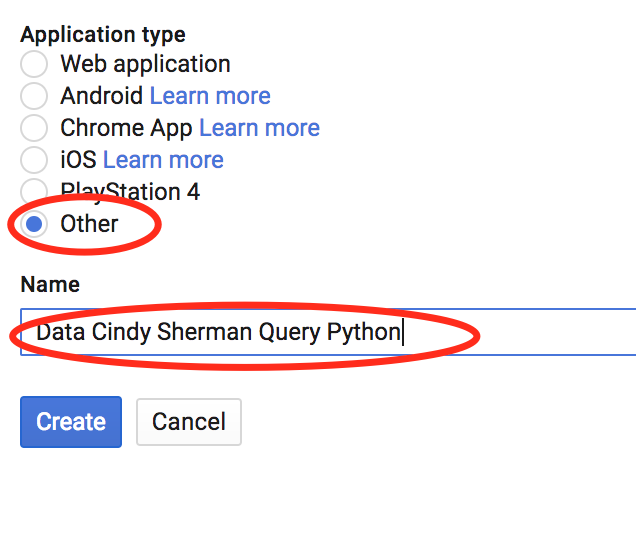 Application type
Web application
Android Learn more
Chrome App Learn more
iOS Learn more
PlayStation 4
Other
Name
Data Cindy Sherman Query Python
Create Cancel